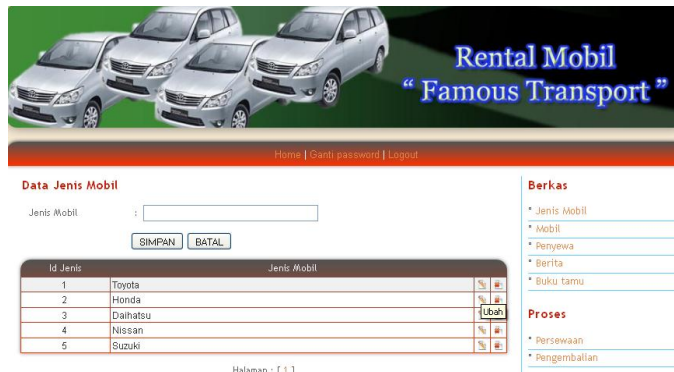 Rental Mobil
“ Famous Transport ”
Home | Ganti password | Logout
Data Jenis Mobil
Jenis Mobil :
SIMPAN BATAL
Id Jenis Jenis Mobil
1 Toyota
2 Honda
3 Daihatsu
Ubah
4 Nissan
5 Suzuki
Halaman : [ 1 ]
Berkas
* Jenis Mobil
* Mobil
* Penyewa
* Berita
* Buku tamu
Proses
* Persewaan
* Pengembalian